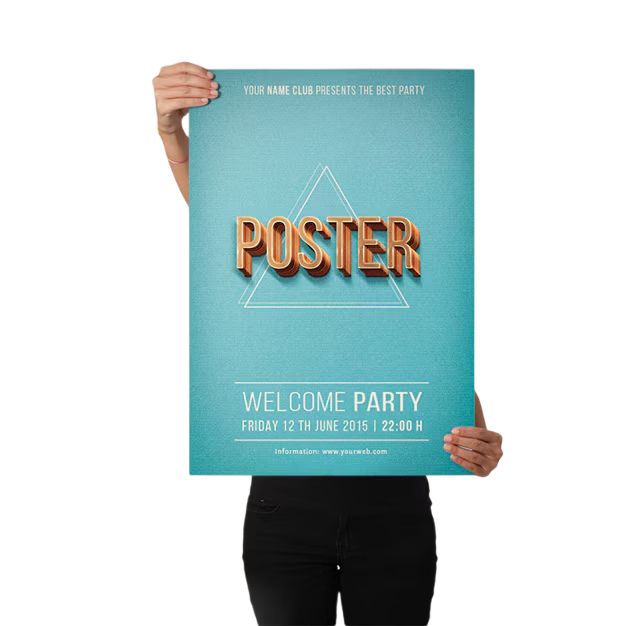 YOUR NAME CLUB PRESENTS THE BEST PARTY
POSTER
WELCOME PARTY
FRIDAY 12 TH JUNE 2015 | 22:00 H
Information: www.yourweb.com